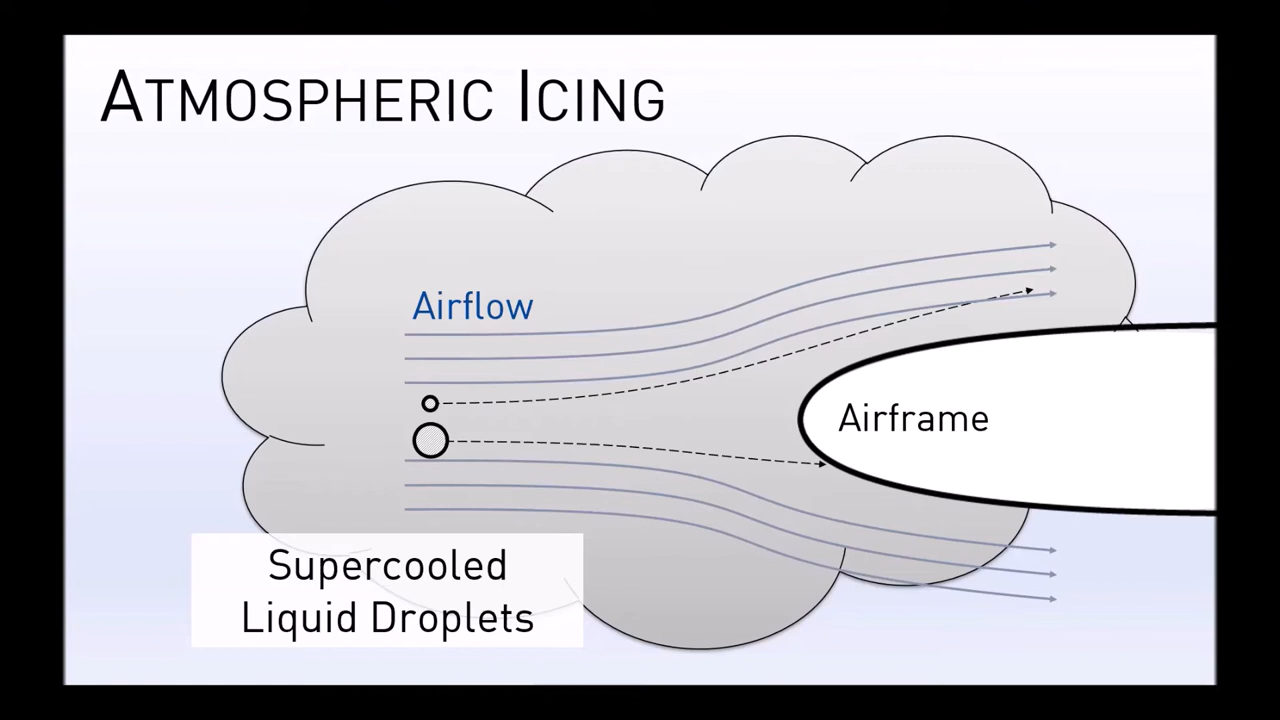 ATMOSPHERIC ICING
Airflow
Airframe
Supercooled
Liquid Droplets